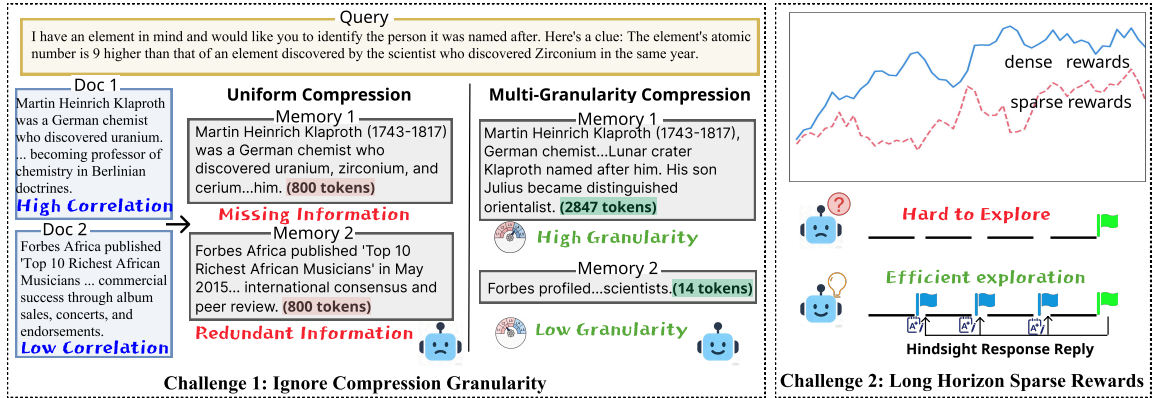 Query
I have an element in mind and would like you to identify the person it was named after. Here's a clue: The element's atomic
number is 9 higher than that of an element discovered by the scientist who discovered Zirconium in the same year.
Doc 1
Martin Heinrich Klaproth
was a German chemist
who discovered uranium.
... becoming professor of
chemistry in Berlinian
doctrines.
High Correlation
Doc 2
Forbes Africa published
'Top 10 Richest African
Musicians ... commercial
success through album
sales, concerts, and
endorsements.
Low Correlation
Uniform Compression
Memory 1
Martin Heinrich Klaproth (1743-1817)
was a German chemist who
discovered uranium, zirconium, and
cerium...him. (800 tokens)
Missing Information
Memory 2
Forbes Africa published 'Top 10
Richest African Musicians' in May
2015... international consensus and
peer review. (800 tokens)
Redundant Information
Multi-Granularity Compression
Memory 1
Martin Heinrich Klaproth (1743-1817),
German chemist...Lunar crater
Klaproth named after him. His son
Julius became distinguished
orientalist. (2847 tokens)
High Granularity
Memory 2
Forbes profiled...scientists.(14 tokens)
Low Granularity
Challenge 1: Ignore Compression Granularity
dense rewards
sparse rewards
?
Hard to Explore
Efficient exploration
A+
A+
A+
Hindsight Response Reply
Challenge 2: Long Horizon Sparse Rewards